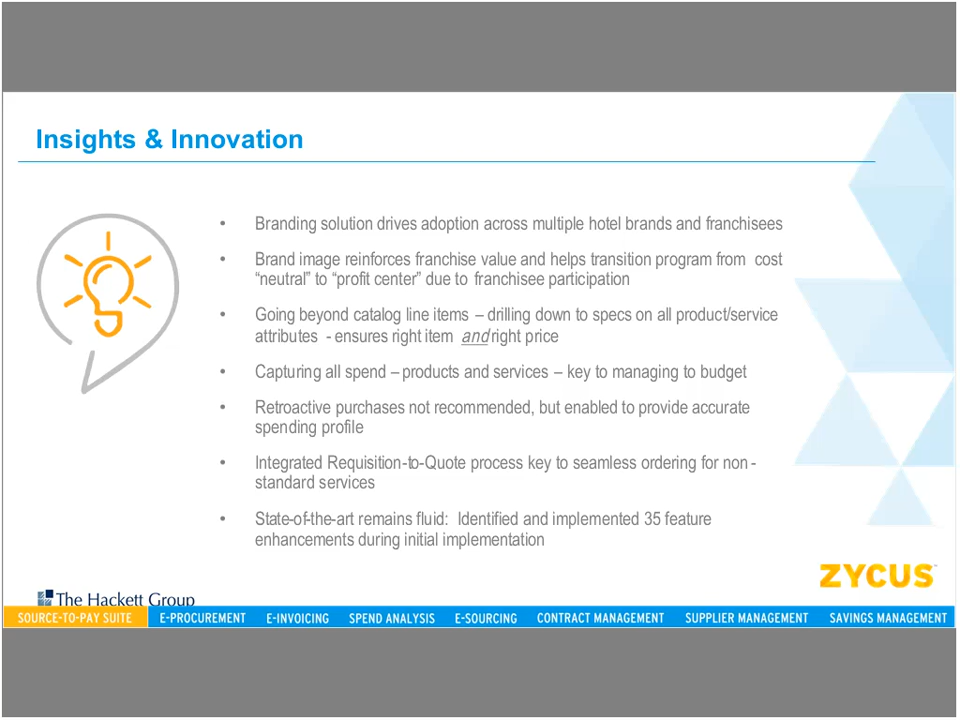 Insights & Innovation
• Branding solution drives adoption across multiple hotel brands and franchisees
• Brand image reinforces franchise value and helps transition program from cost
“neutral” to “profit center” due to franchisee participation
• Going beyond catalog line items – drilling down to specs on all product/service
attributes - ensures right item and right price
• Capturing all spend – products and services – key to managing to budget
• Retroactive purchases not recommended, but enabled to provide accurate
spending profile
• Integrated Requisition-to-Quote process key to seamless ordering for non -
standard services
• State-of-the-art remains fluid: Identified and implemented 35 feature
enhancements during initial implementation
ZYCUS™
The Hackett Group
SOURCE-TO-PAY SUITE E-PROCUREMENT E-INVOICING SPEND ANALYSIS E-SOURCING CONTRACT MANAGEMENT SUPPLIER MANAGEMENT SAVINGS MANAGEMENT